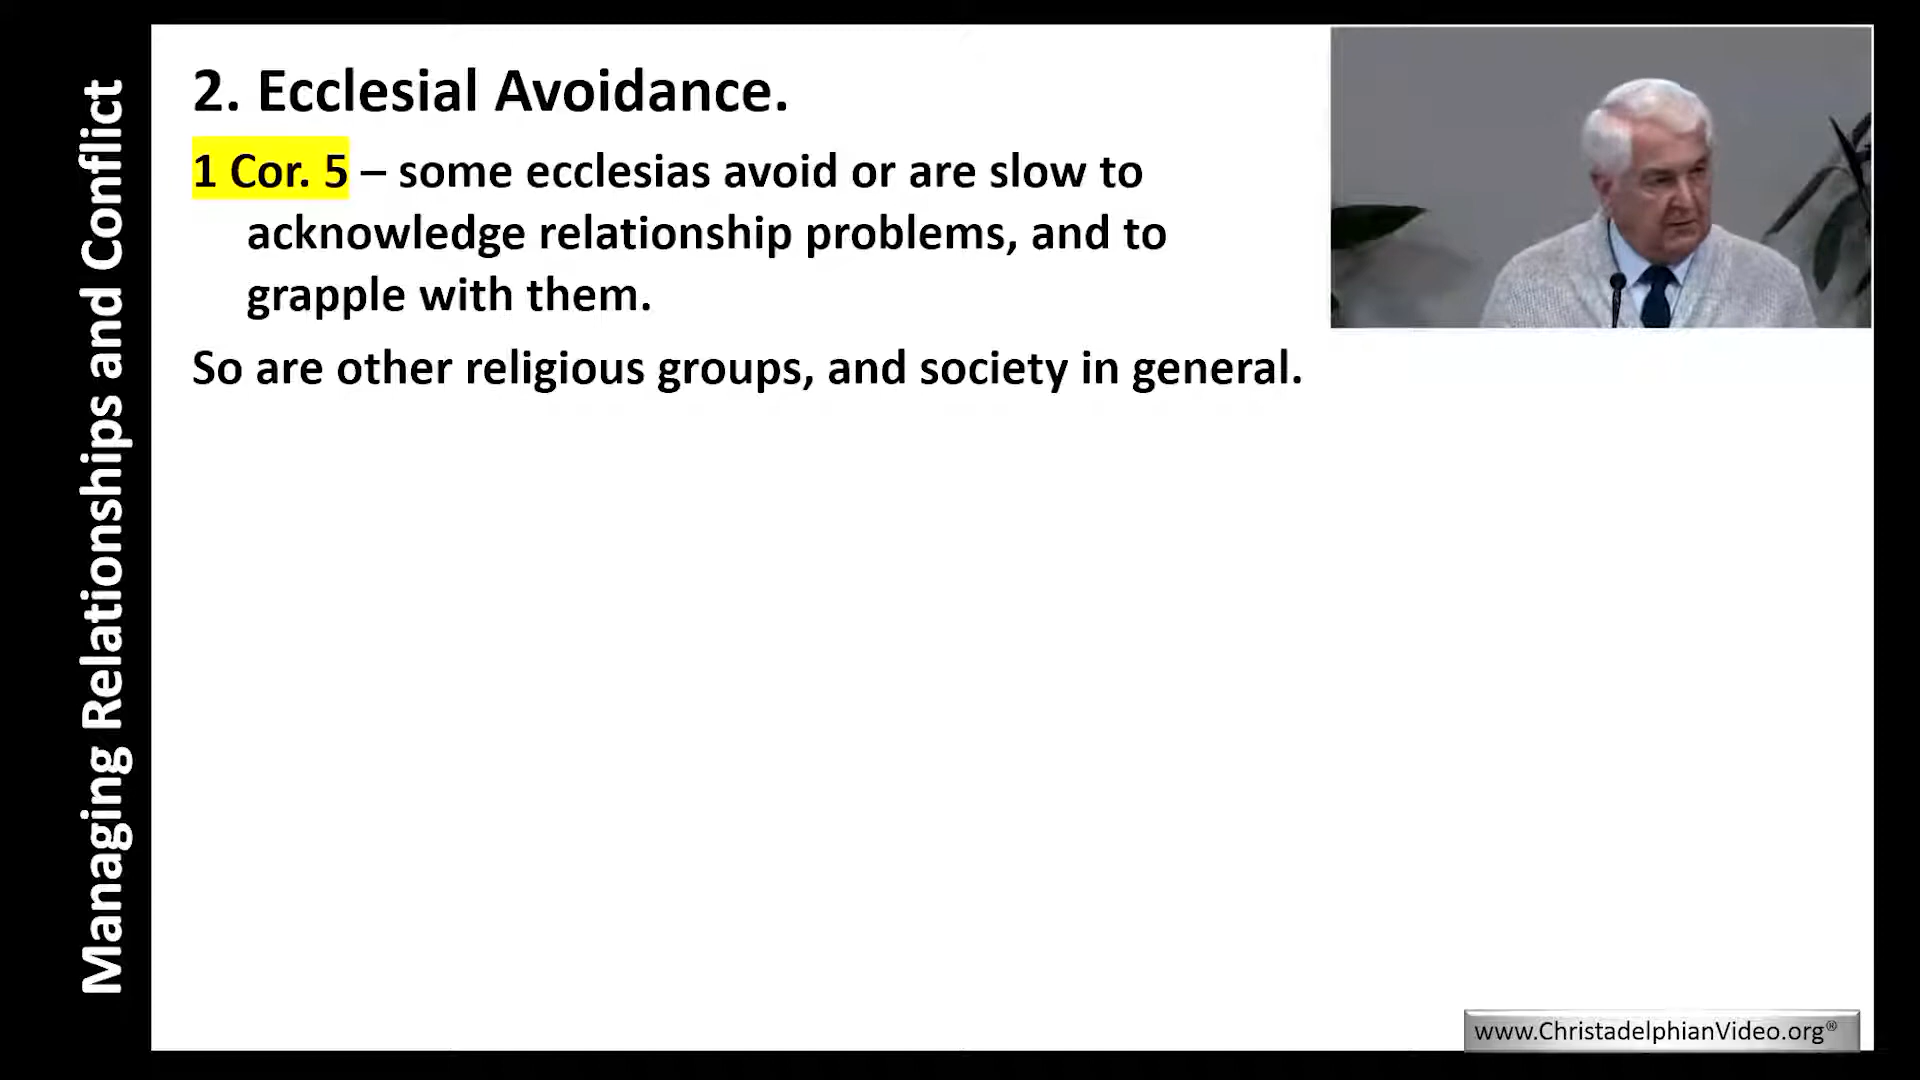 Managing Relationships and Conflict
2. Ecclesial Avoidance.
1 Cor. 5 – some ecclesias avoid or are slow to
acknowledge relationship problems, and to
grapple with them.
So are other religious groups, and society in general.
www.ChristadelphianVideo.org®